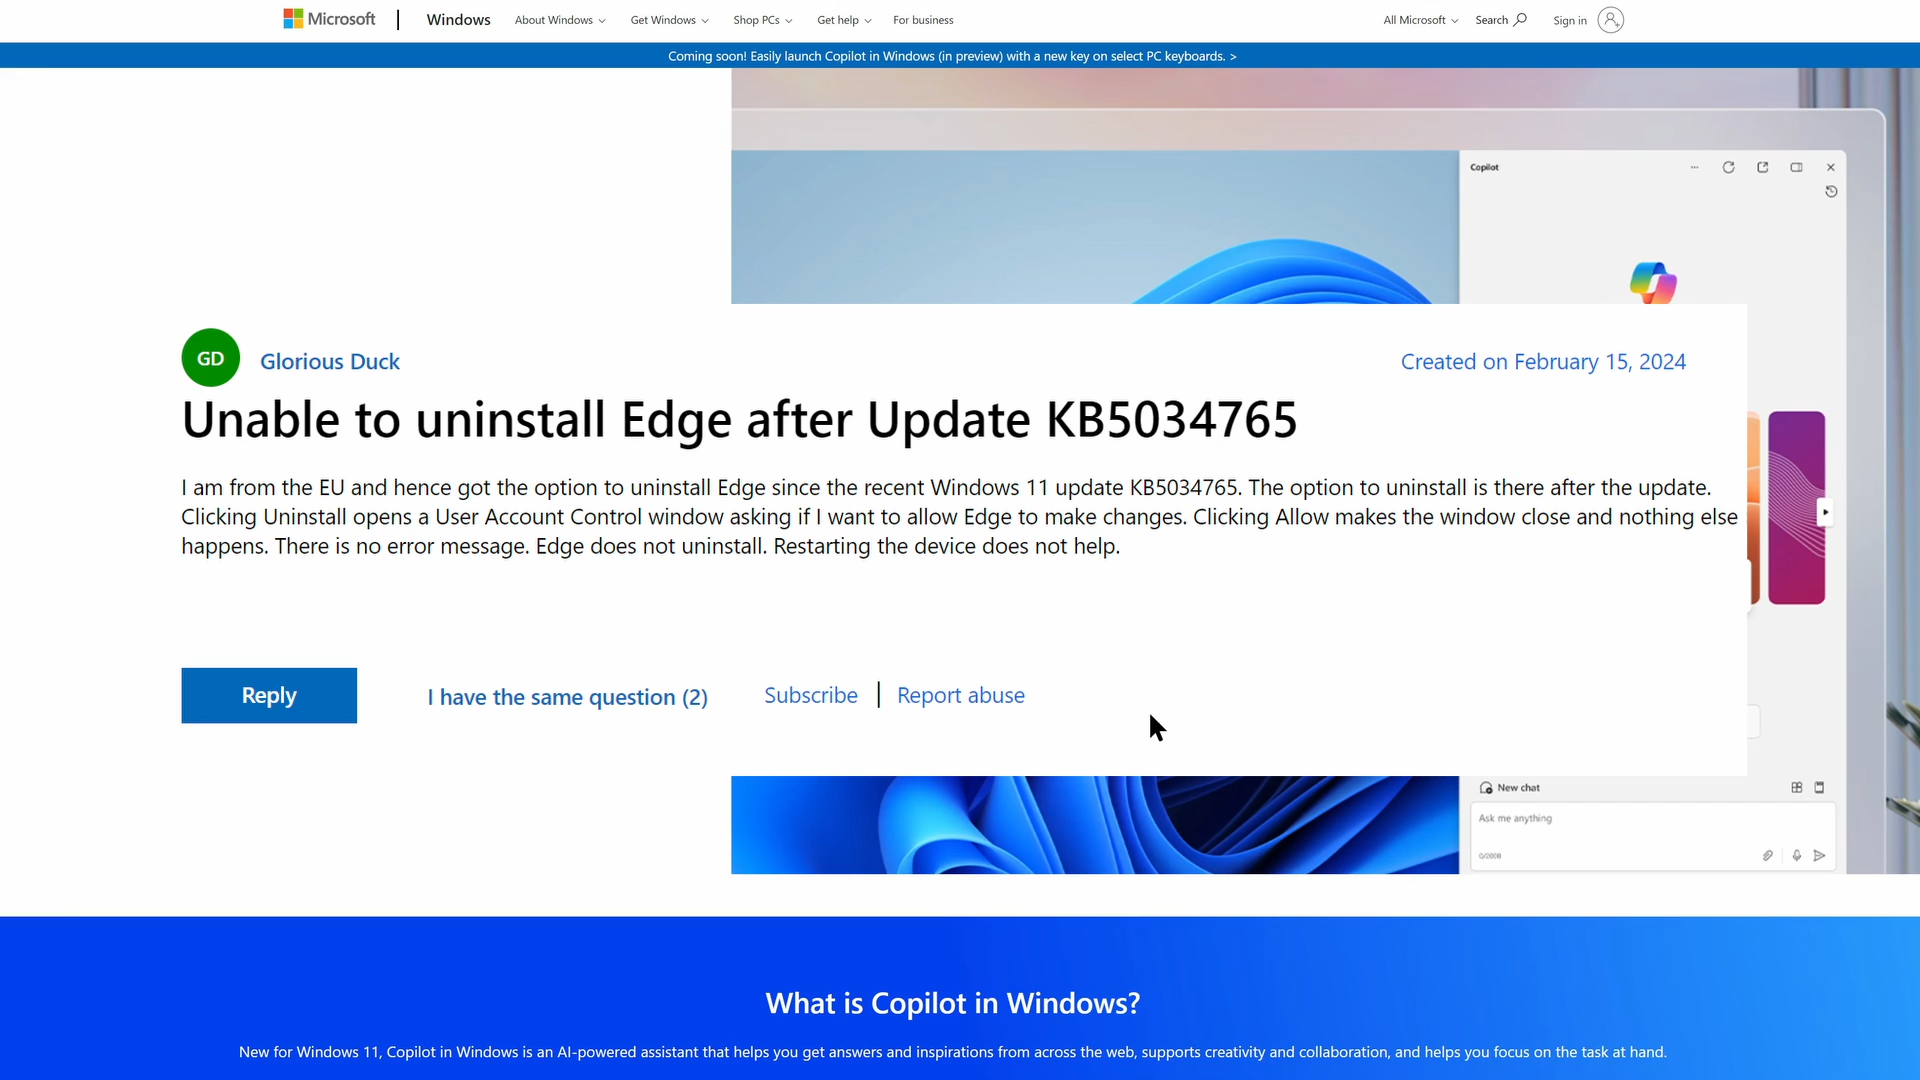 Microsoft
Windows
About Windows
Get Windows
Shop PCs
Get help
For business
All Microsoft
Search
Sign in
Coming soon! Easily launch Copilot in Windows (in preview) with a new key on select PC keyboards. >
Copilot
GD
Glorious Duck
Created on February 15, 2024
Unable to uninstall Edge after Update KB5034765
I am from the EU and hence got the option to uninstall Edge since the recent Windows 11 update KB5034765. The option to uninstall is there after the update.
Clicking Uninstall opens a User Account Control window asking if I want to allow Edge to make changes. Clicking Allow makes the window close and nothing else
happens. There is no error message. Edge does not uninstall. Restarting the device does not help.
Reply
I have the same question (2)
Subscribe
Report abuse
New chat
Ask me anything
0/2000
What is Copilot in Windows?
New for Windows 11, Copilot in Windows is an AI-powered assistant that helps you get answers and inspirations from across the web, supports creativity and collaboration, and helps you focus on the task at hand.